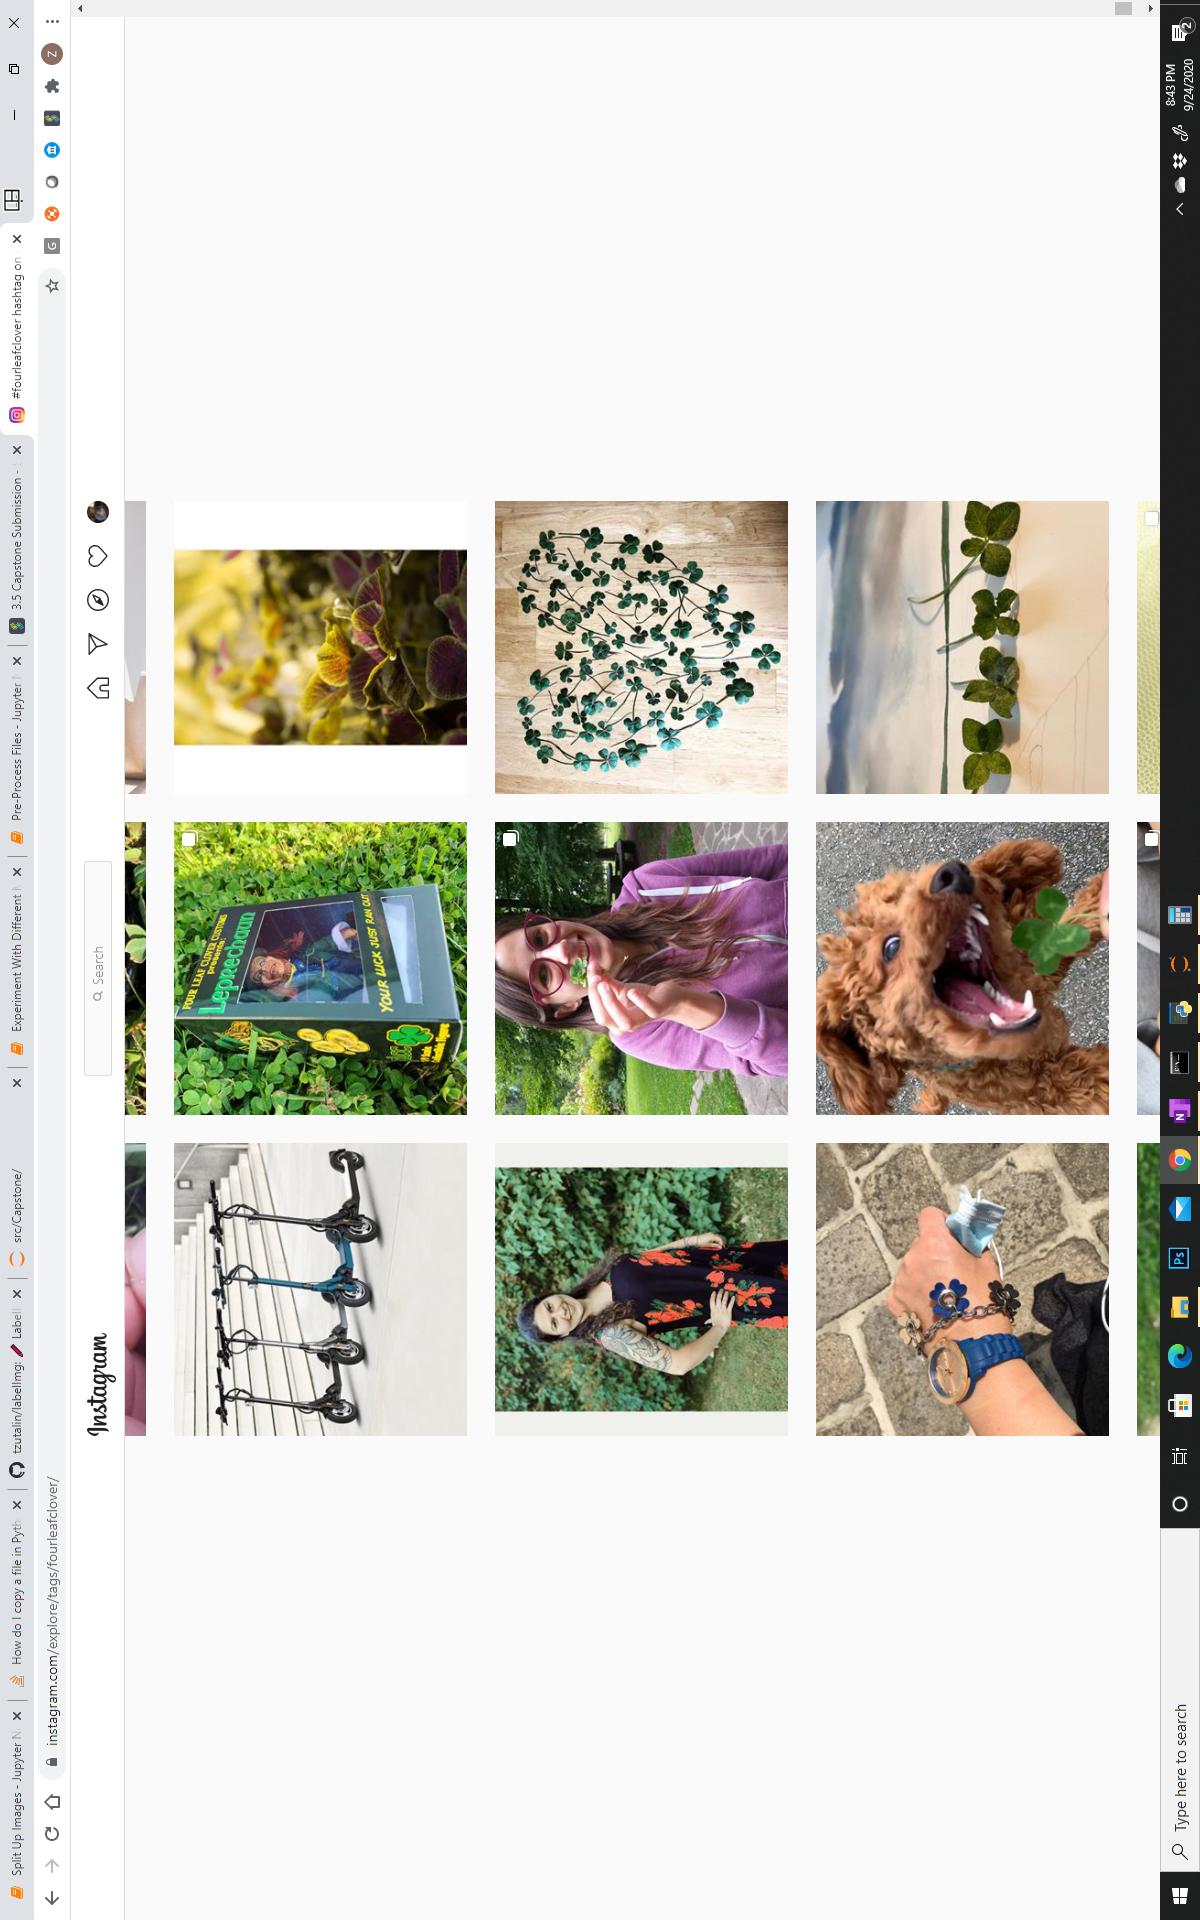 Split Up Images - Jupyter N
How do I copy a file in Pyth
tzutalin/labelImg: Label
src/Capstone/
Experiment With Different N
Pre-Process Files - Jupyter N
3.5 Capstone Submission -
#fourleafclover hashtag on
instagram.com/explore/tags/fourleafclover/
G
Z
Instagram
Search
FOUR LEAF CLOVER CUSTOMS
presents:
Leprechaun
YOUR LUCK JUST RAN OUT
Type here to search
Ps
N
8:43 PM
9/24/2020
2